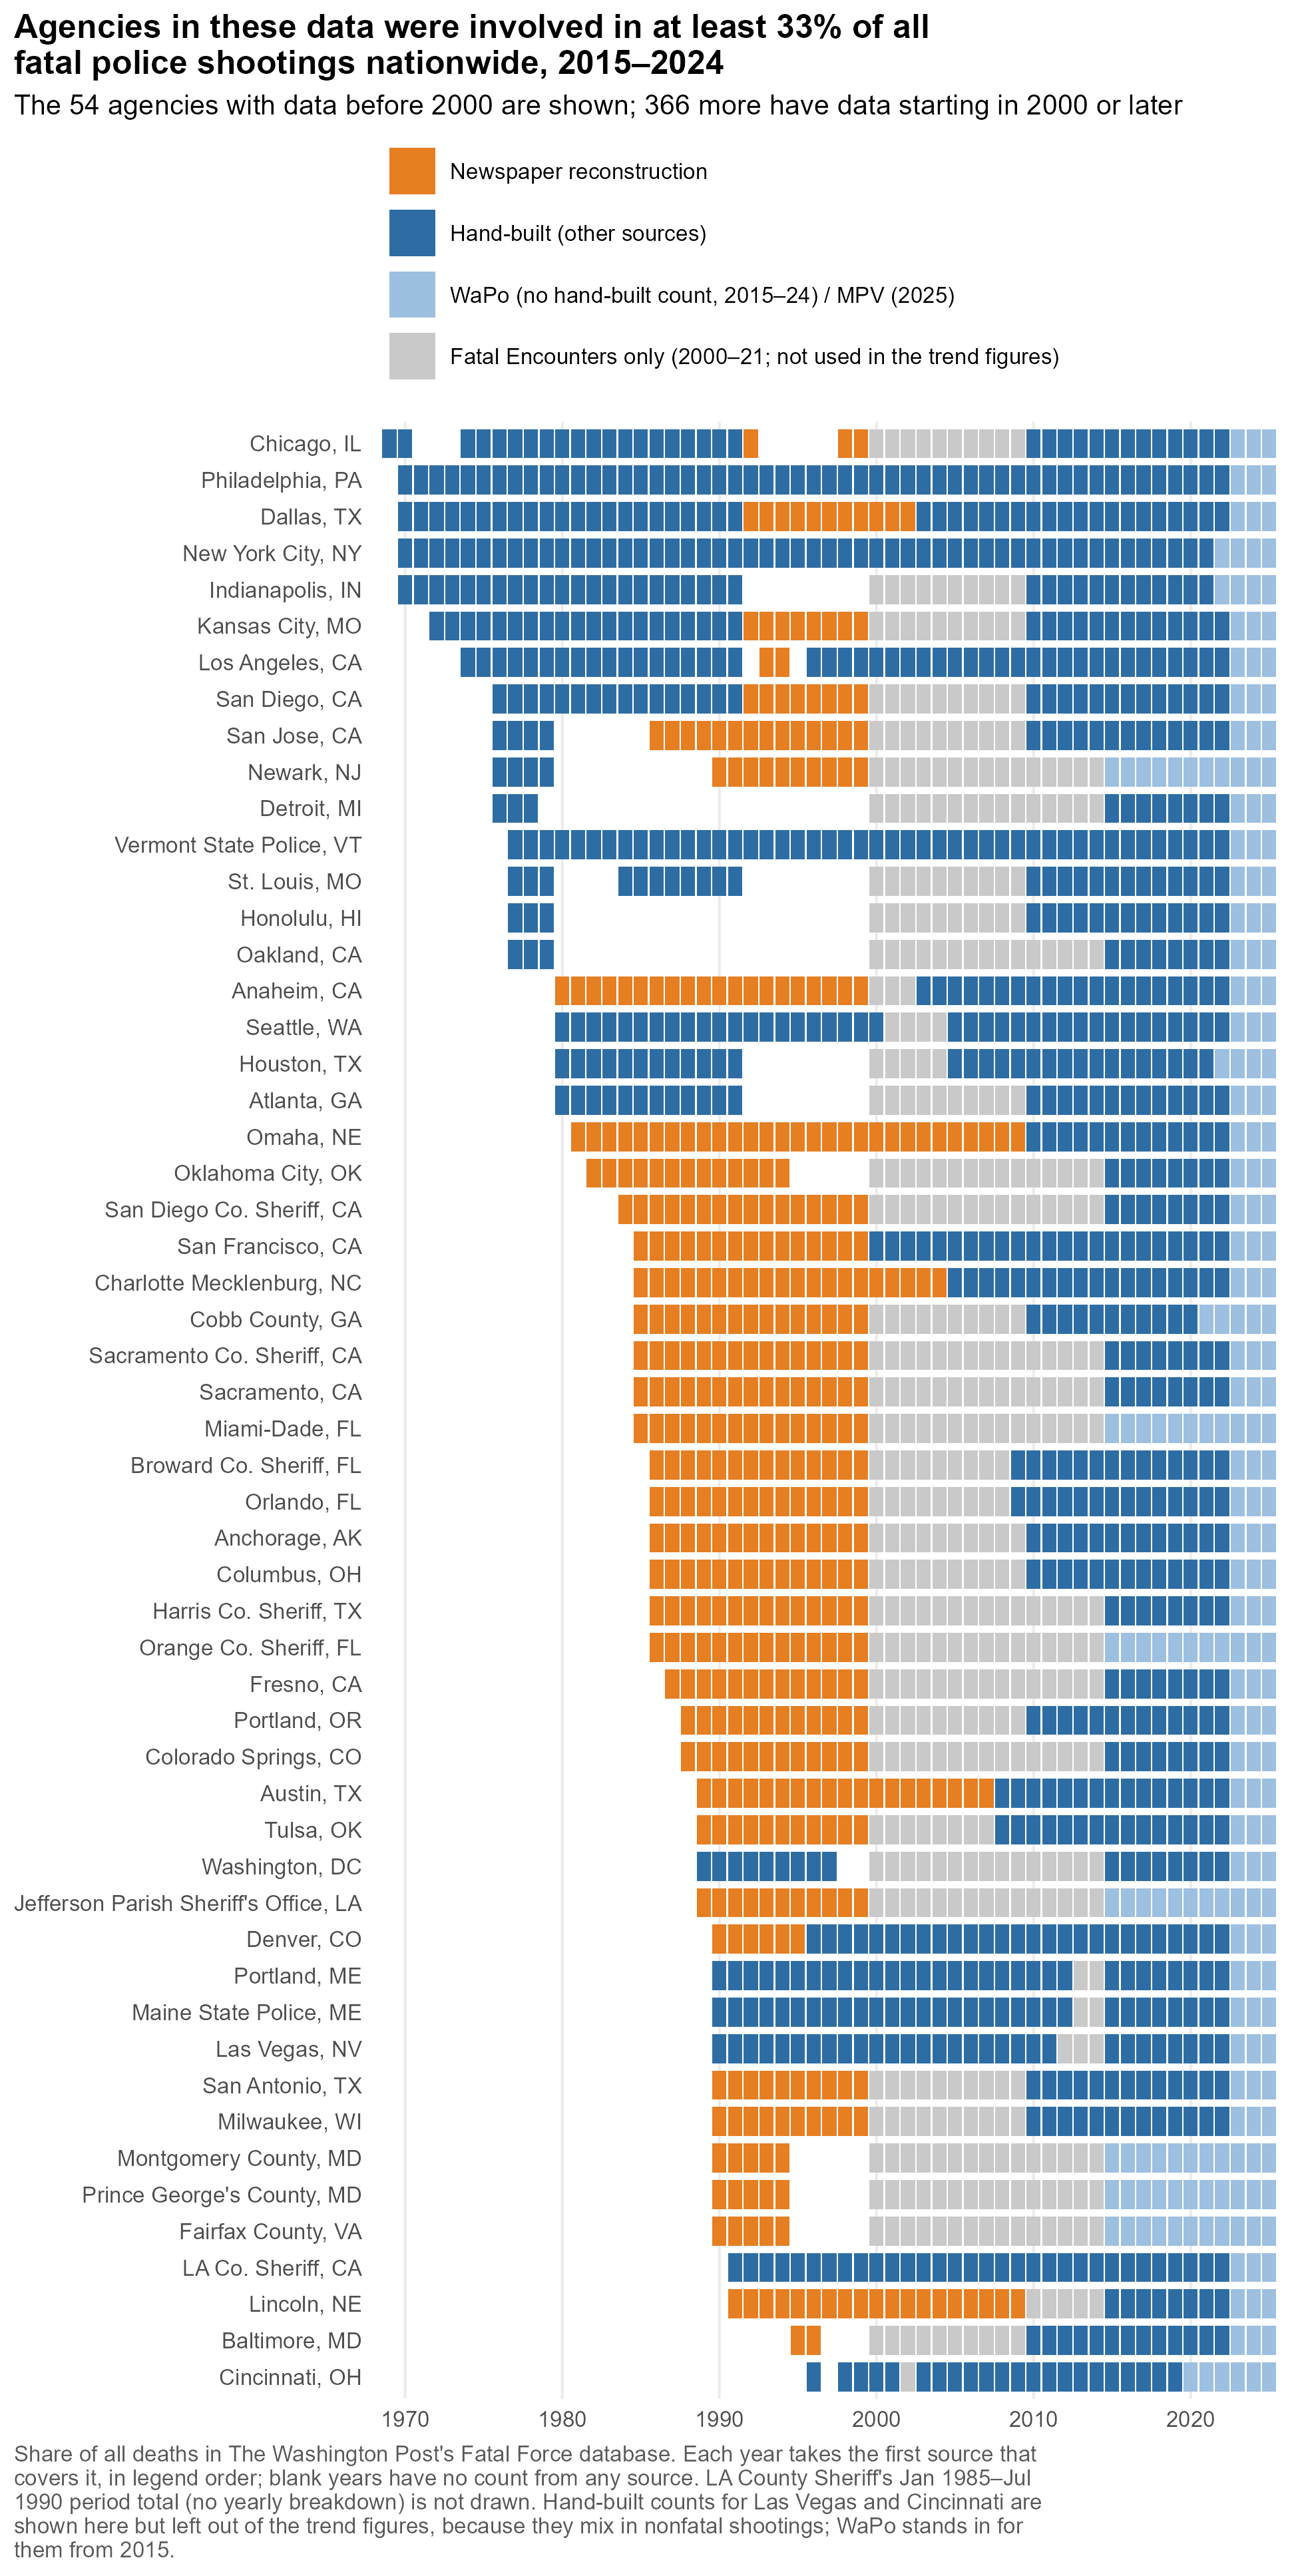 Agencies in these data were involved in at least 33% of all
fatal police shootings nationwide, 2015–2024
The 54 agencies with data before 2000 are shown; 366 more have data starting in 2000 or later
Newspaper reconstruction
Hand-built (other sources)
WaPo (no hand-built count, 2015–24) / MPV (2025)
Fatal Encounters only (2000–21; not used in the trend figures)
Chicago, IL
Philadelphia, PA
Dallas, TX
New York City, NY
Indianapolis, IN
Kansas City, MO
Los Angeles, CA
San Diego, CA
San Jose, CA
Newark, NJ
Detroit, MI
Vermont State Police, VT
St. Louis, MO
Honolulu, HI
Oakland, CA
Anaheim, CA
Seattle, WA
Houston, TX
Atlanta, GA
Omaha, NE
Oklahoma City, OK
San Diego Co. Sheriff, CA
San Francisco, CA
Charlotte Mecklenburg, NC
Cobb County, GA
Sacramento Co. Sheriff, CA
Sacramento, CA
Miami-Dade, FL
Broward Co. Sheriff, FL
Orlando, FL
Anchorage, AK
Columbus, OH
Harris Co. Sheriff, TX
Orange Co. Sheriff, FL
Fresno, CA
Portland, OR
Colorado Springs, CO
Austin, TX
Tulsa, OK
Washington, DC
Jefferson Parish Sheriff's Office, LA
Denver, CO
Portland, ME
Maine State Police, ME
Las Vegas, NV
San Antonio, TX
Milwaukee, WI
Montgomery County, MD
Prince George's County, MD
Fairfax County, VA
LA Co. Sheriff, CA
Lincoln, NE
Baltimore, MD
Cincinnati, OH
1970 1980 1990 2000 2010 2020
Share of all deaths in The Washington Post's Fatal Force database. Each year takes the first source that
covers it, in legend order; blank years have no count from any source. LA County Sheriff's Jan 1985–Jul
1990 period total (no yearly breakdown) is not drawn. Hand-built counts for Las Vegas and Cincinnati are
shown here but left out of the trend figures, because they mix in nonfatal shootings; WaPo stands in for
them from 2015.